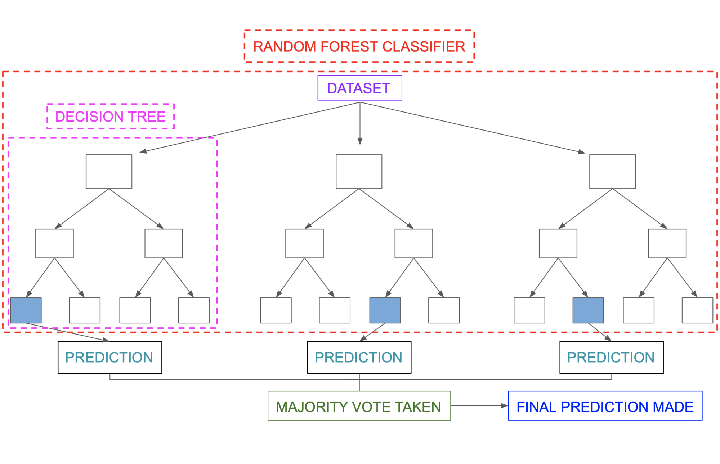 RANDOM FOREST CLASSIFIER
DATASET
DECISION TREE
PREDICTION
PREDICTION
PREDICTION
MAJORITY VOTE TAKEN
FINAL PREDICTION MADE